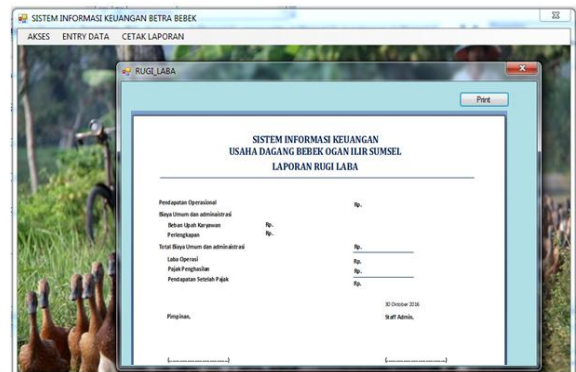 SISTEM INFORMASI KEUANGAN BETRA BEBEK
AKSES ENTRY DATA CETAK LAPORAN
RUGI_LABA
Print
SISTEM INFORMASI KEUANGAN
USAHA DAGANG BEBEK OGAN ILIR SUMSEL
LAPORAN RUGI LABA
Pendapatan Operasional Rp.
Biaya Umum dan administrasi
Beban Upah Karyawan Rp.
Perlengkapan Rp.
Total Biaya Umum dan administrasi Rp.
Laba Operasi Rp.
Pajak Penghasilan Rp.
Pendapatan Setelah Pajak Rp.
30 Oktober 2016
Pimpinan, Staff Admin,
(..............................) (..............................)